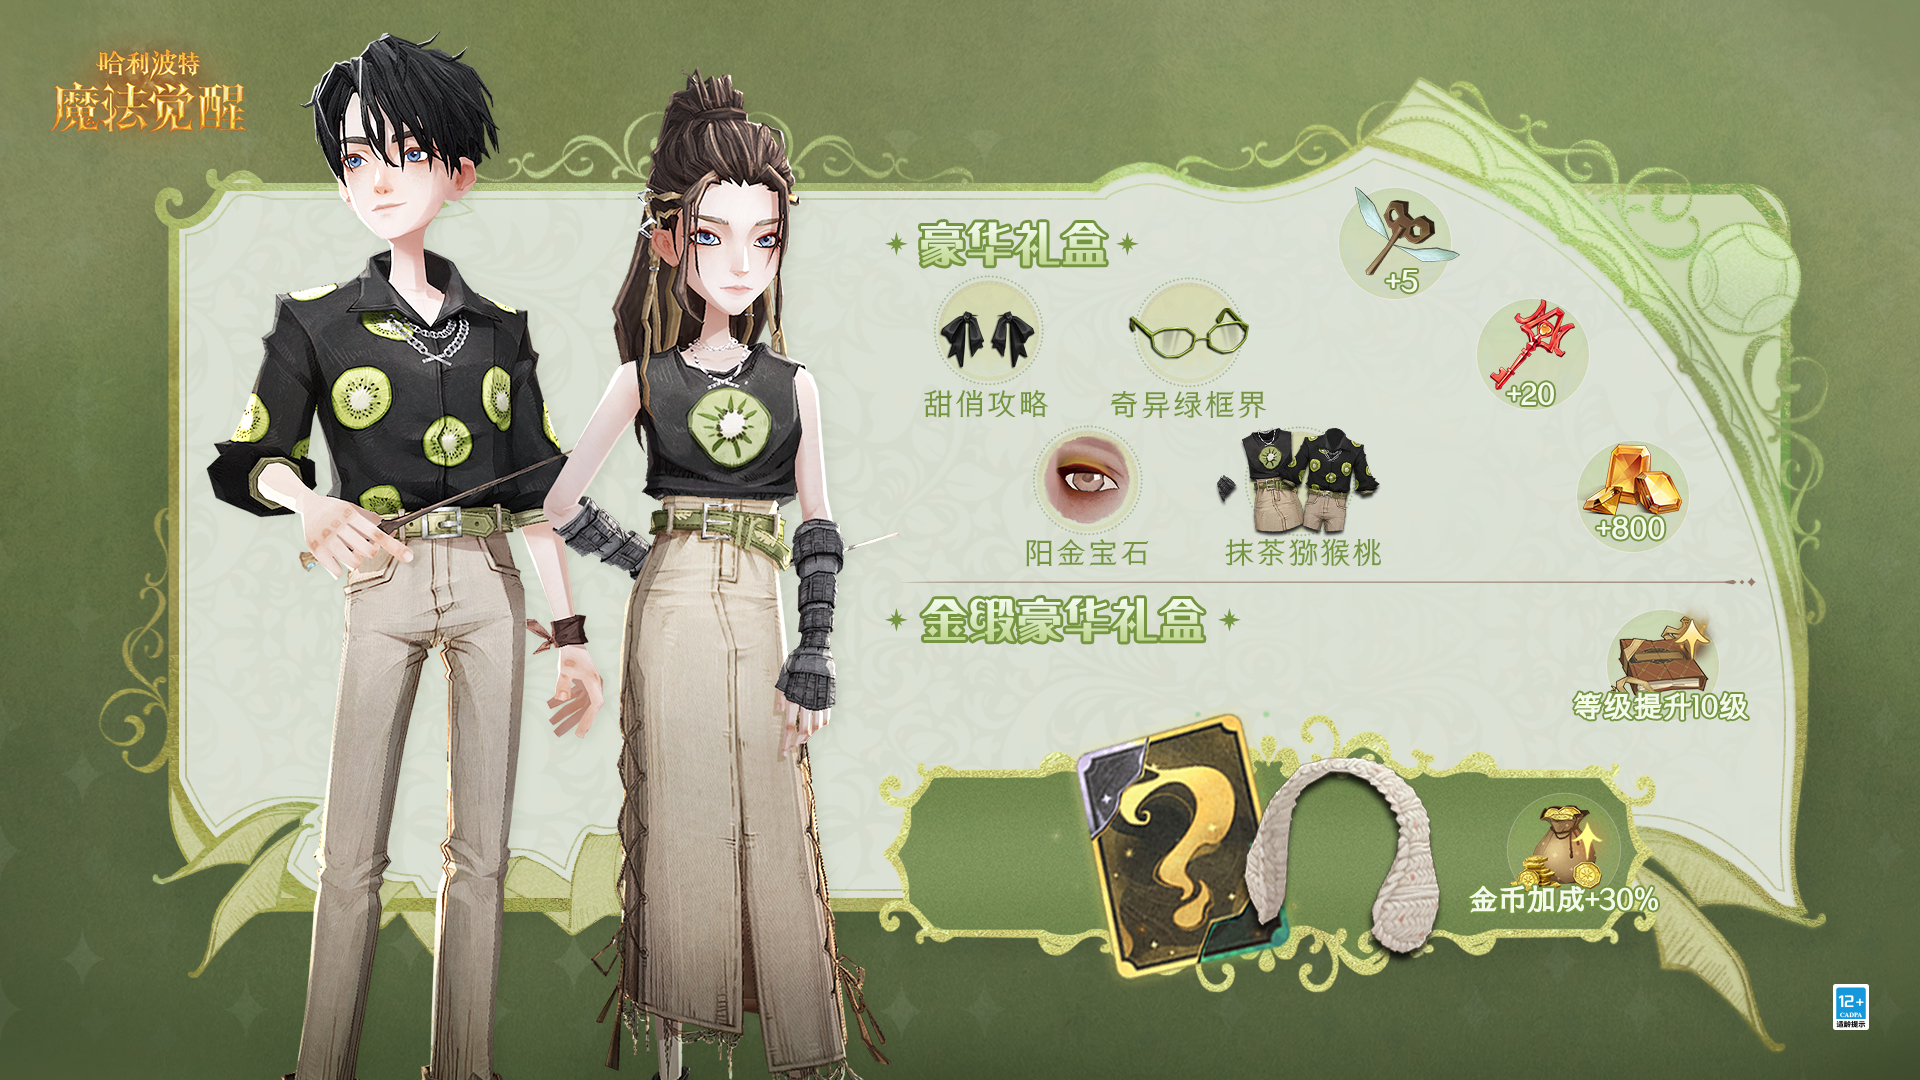 哈利波特
魔法觉醒
豪华礼盒
甜俏攻略
奇异绿框界
阳金宝石
抹茶猕猴桃
+5
+20
+800
金缎豪华礼盒
等级提升10级
金币加成+30%
12+
CADPA
适龄提示